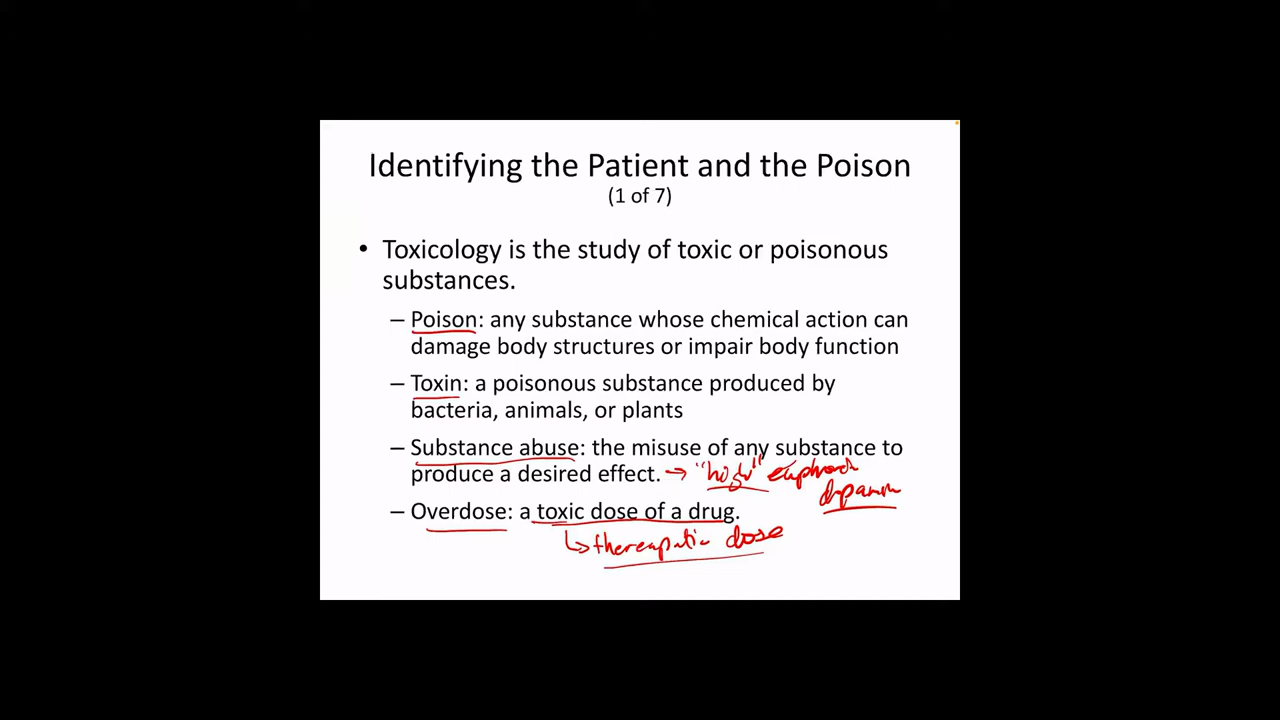 Identifying the Patient and the Poison
(1 of 7)
• Toxicology is the study of toxic or poisonous
substances.
– Poison: any substance whose chemical action can
damage body structures or impair body function
– Toxin: a poisonous substance produced by
bacteria, animals, or plants
– Substance abuse: the misuse of any substance to
produce a desired effect. → "high"
– Overdose: a toxic dose of a drug.
↳ therapeutic dose